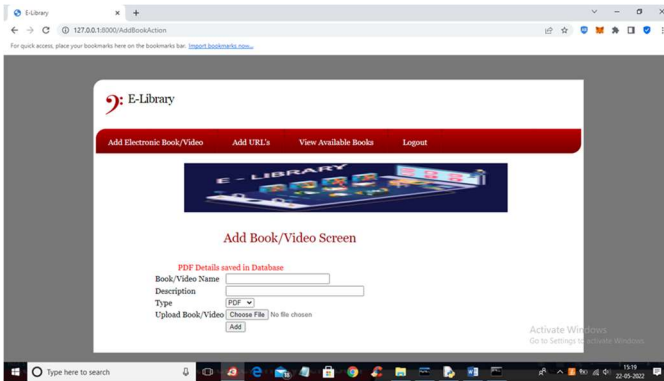 E-Library
127.0.0.1:8000/AddBookAction
For quick access, place your bookmarks here on the bookmarks bar. Import bookmarks now...
E-Library
Add Electronic Book/Video Add URL's View Available Books Logout
E - LIBRARY
Add Book/Video Screen
PDF Details saved in Database
Book/Video Name
Description
Type PDF
Upload Book/Video Choose File No file chosen
Add
Activate Windows
Go to Settings to activate Windows.
Type here to search
15:19
22-05-2022